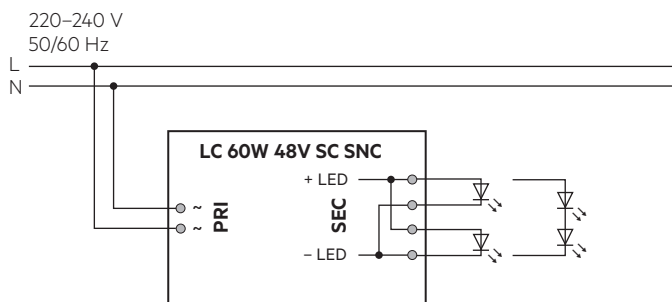 220–240 V
50/60 Hz
L
N
LC 60W 48V SC SNC
+ LED
~ PRI
~
SEC
– LED